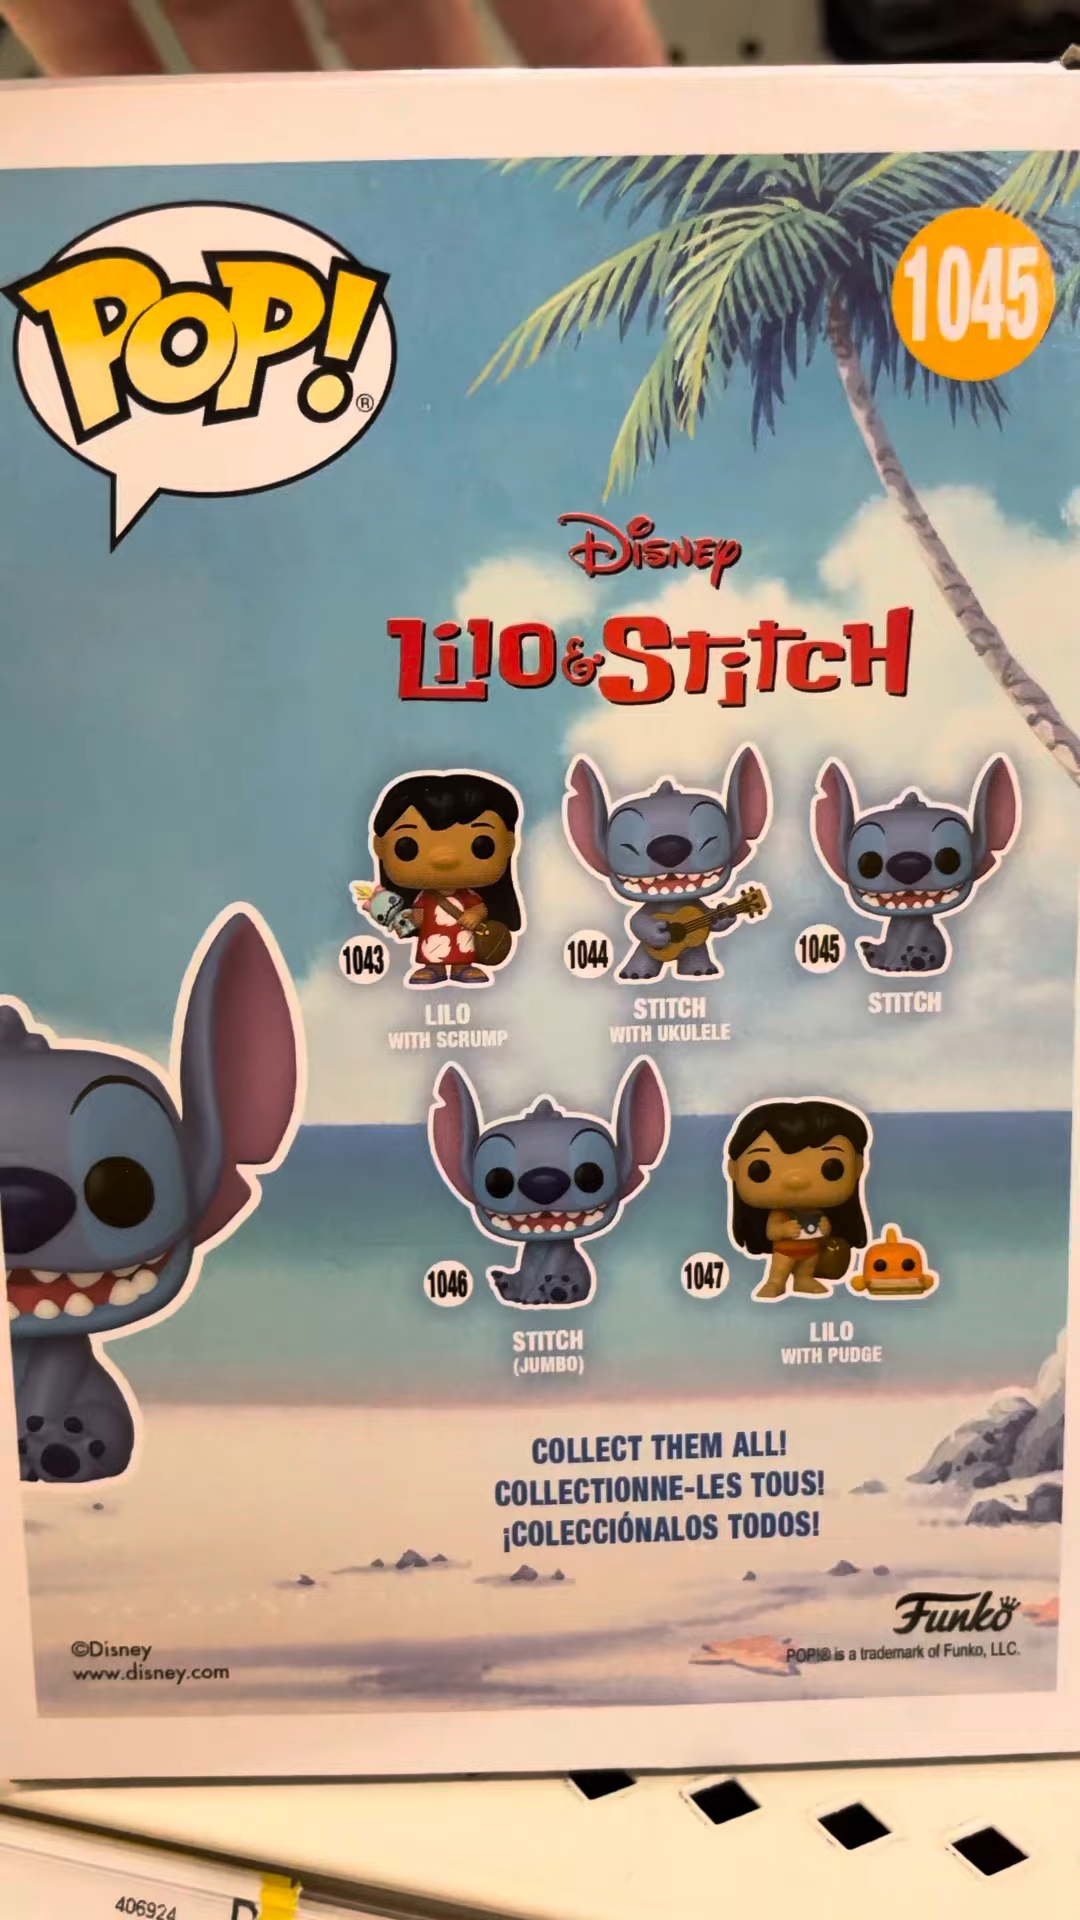 POP!®
1045
Disney
Lilo & Stitch
1043
LILO
WITH SCRUMP
1044
STITCH
WITH UKULELE
1045
STITCH
1046
STITCH
(JUMBO)
1047
LILO
WITH PUDGE
COLLECT THEM ALL!
COLLECTIONNE-LES TOUS!
¡COLECCIÓNALOS TODOS!
Funko
POP!® is a trademark of Funko, LLC.
©Disney
www.disney.com
406924